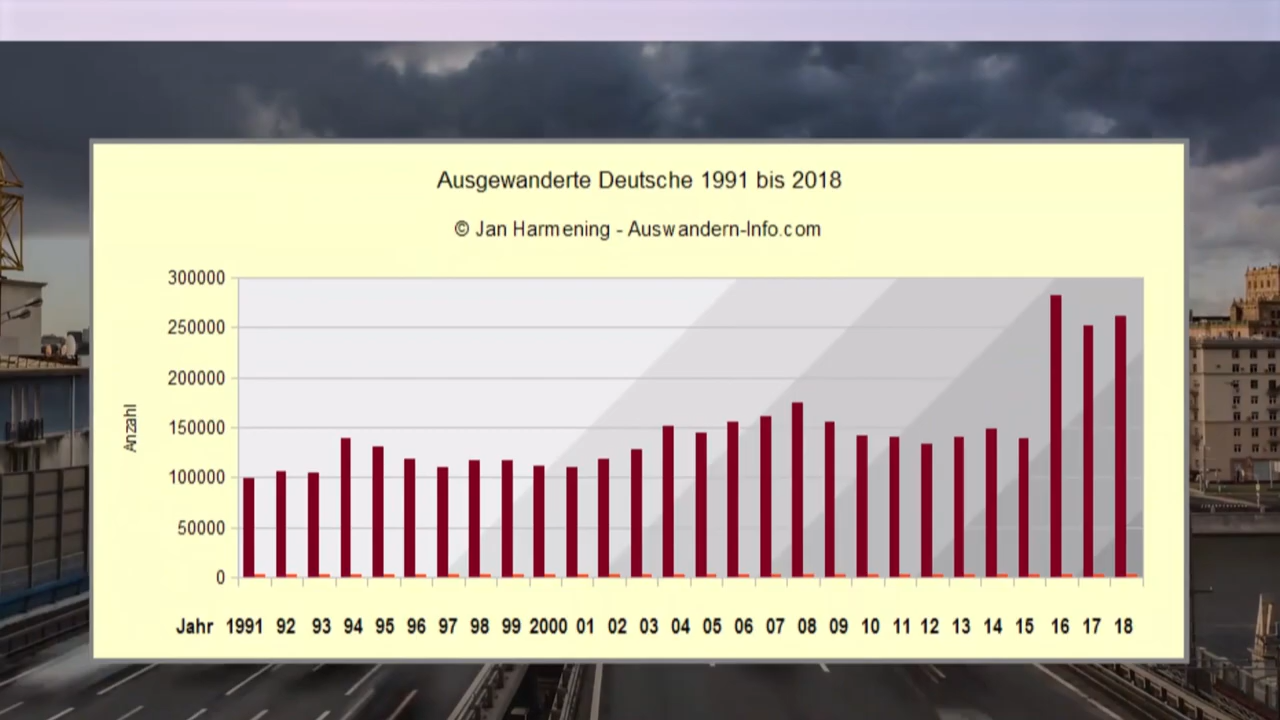 Ausgewanderte Deutsche 1991 bis 2018
© Jan Harmening - Auswandern-Info.com
300000
250000
200000
150000
100000
50000
0
Anzahl
Jahr 1991 92 93 94 95 96 97 98 99 2000 01 02 03 04 05 06 07 08 09 10 11 12 13 14 15 16 17 18